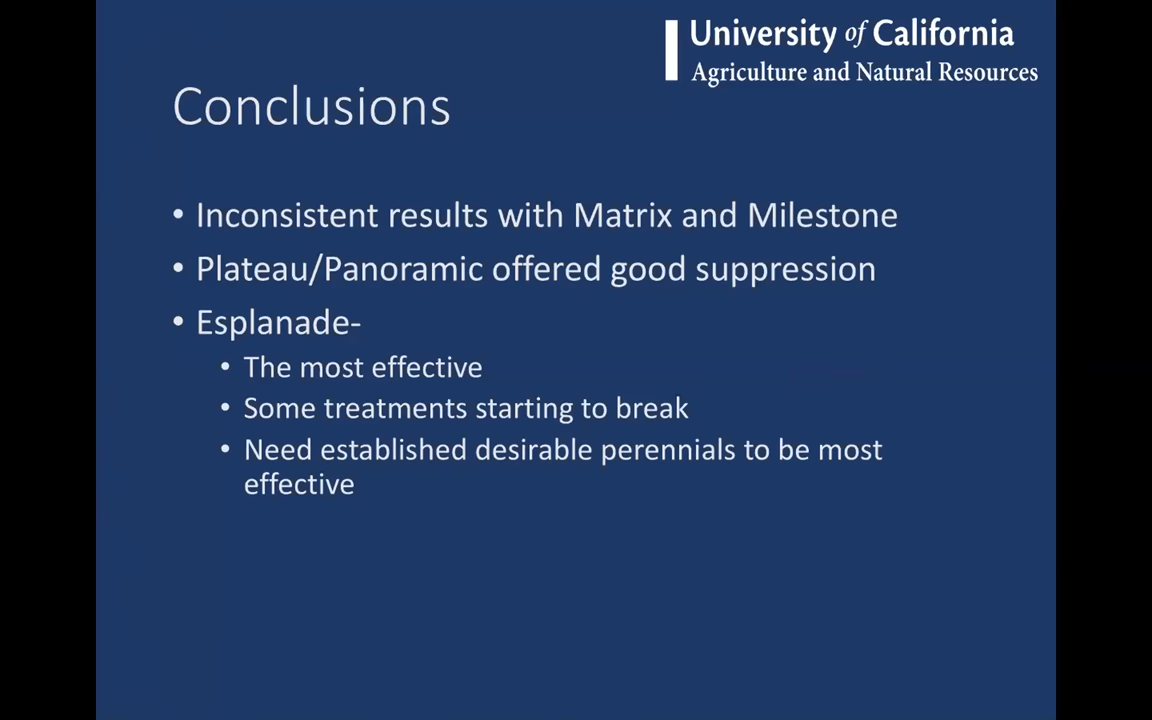 University of California
Agriculture and Natural Resources
Conclusions
• Inconsistent results with Matrix and Milestone
• Plateau/Panoramic offered good suppression
• Esplanade-
• The most effective
• Some treatments starting to break
• Need established desirable perennials to be most
effective